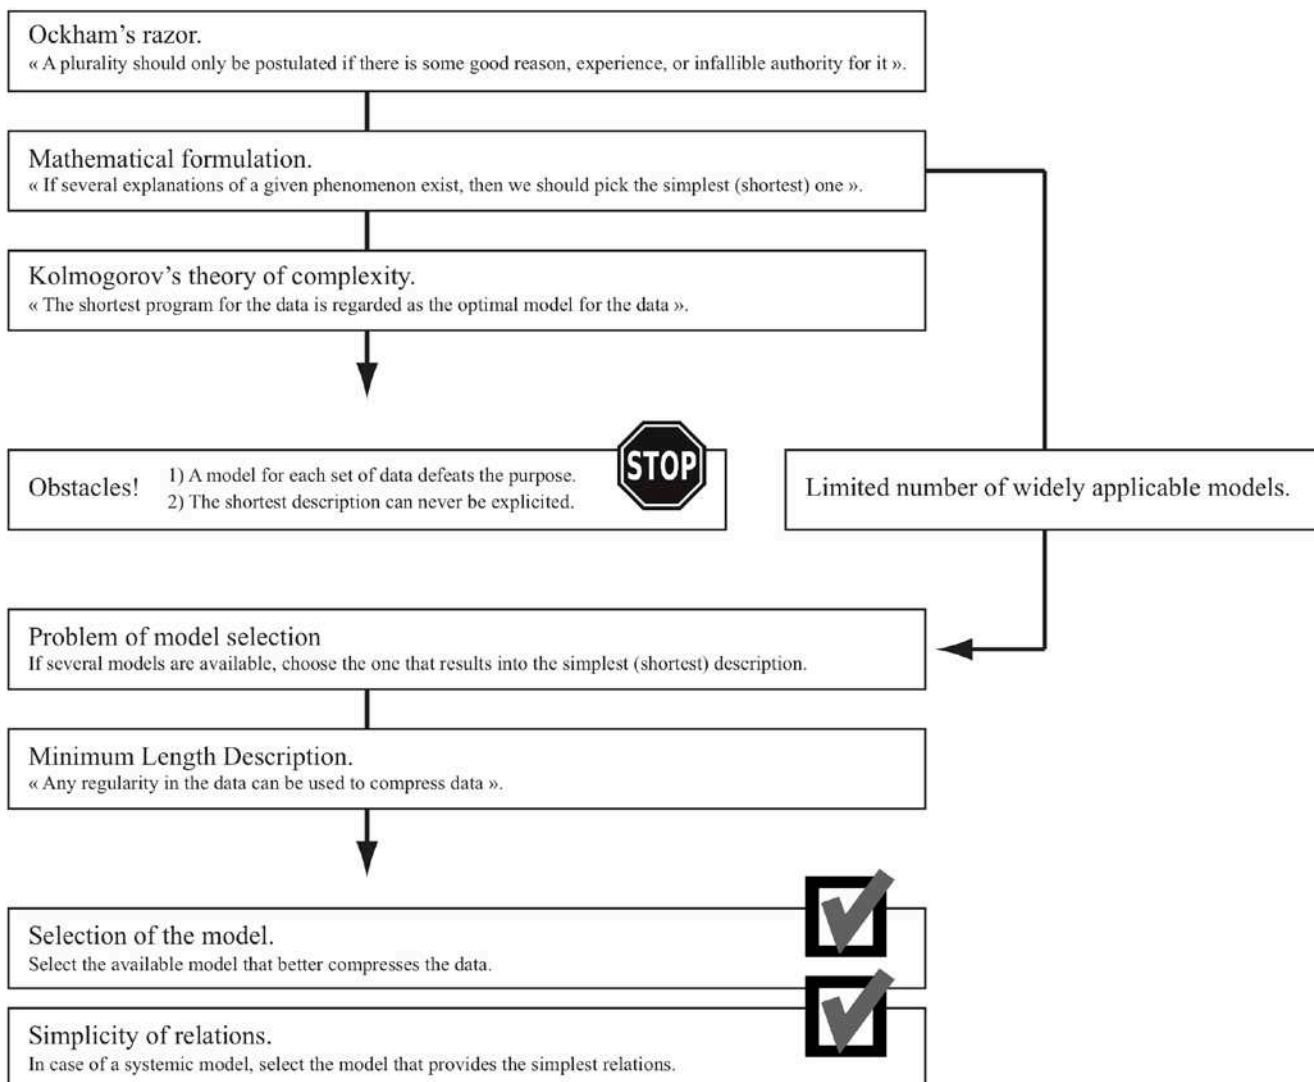 Ockham's razor.
« A plurality should only be postulated if there is some good reason, experience, or infallible authority for it ».
Mathematical formulation.
« If several explanations of a given phenomenon exist, then we should pick the simplest (shortest) one ».
Kolmogorov's theory of complexity.
« The shortest program for the data is regarded as the optimal model for the data ».
Obstacles!
1) A model for each set of data defeats the purpose.
2) The shortest description can never be explicited.
STOP
Limited number of widely applicable models.
Problem of model selection
If several models are available, choose the one that results into the simplest (shortest) description.
Minimum Length Description.
« Any regularity in the data can be used to compress data ».
Selection of the model.
Select the available model that better compresses the data.
Simplicity of relations.
In case of a systemic model, select the model that provides the simplest relations.